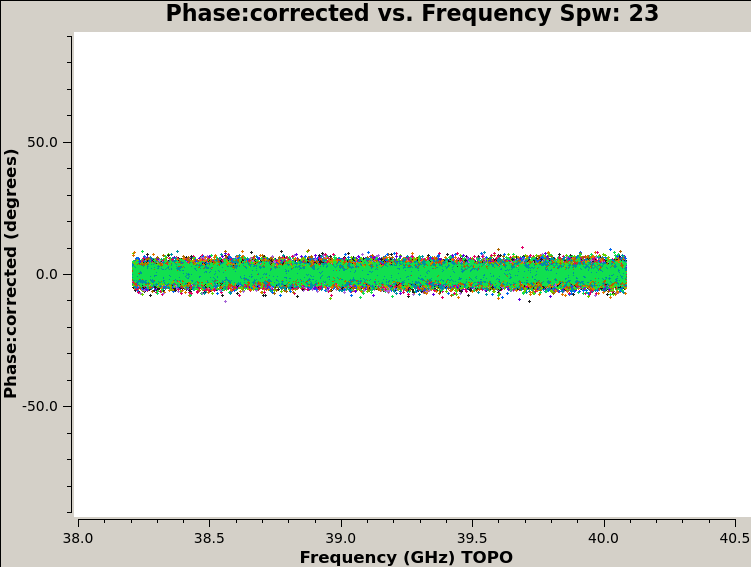 Phase:corrected vs. Frequency Spw: 23
Phase:corrected (degrees)
50.0
0.0
-50.0
38.0 38.5 39.0 39.5 40.0 40.5
Frequency (GHz) TOPO